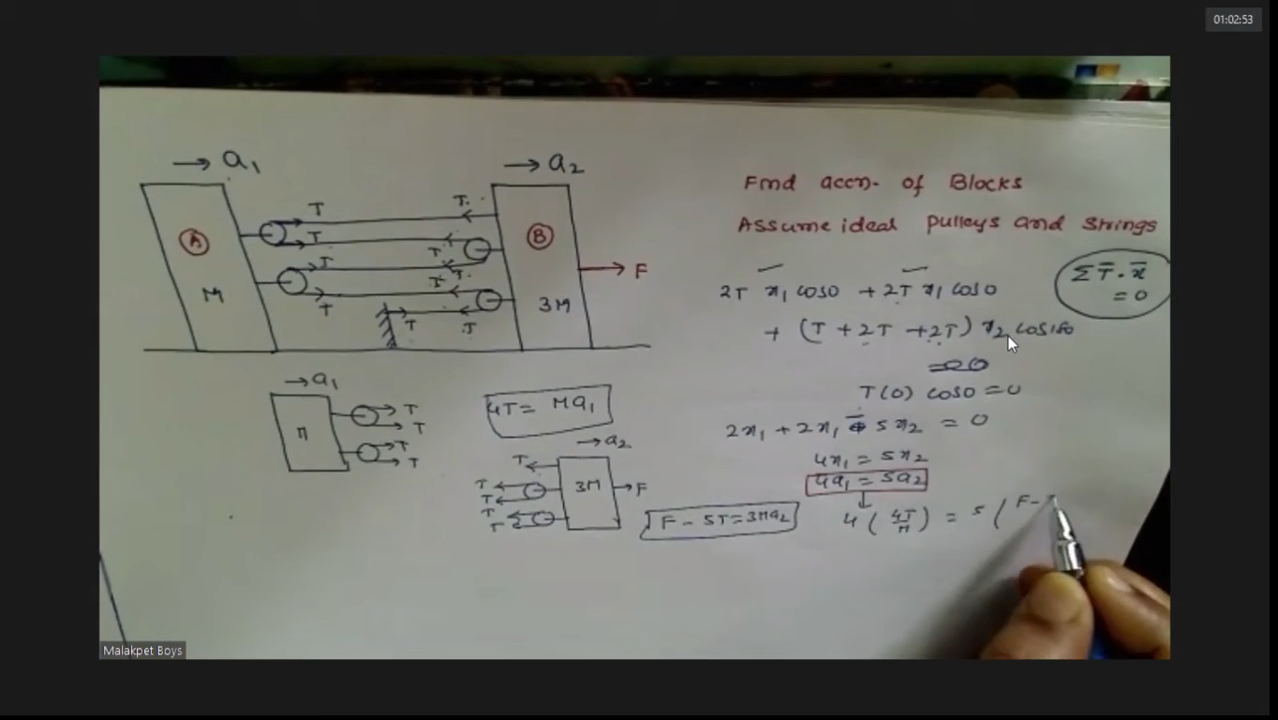 01:02:53
→ a1
→ a2
Find accn. of Blocks
Assume ideal pulleys and strings
T
T.
T
T.
T
T.
T.
T
T
T
A
M
B
3M
F
ΣT̄·x̄
= 0
2T x1 cos0 + 2T x1 cos0
+ (T + 2T + 2T) x2 cos180
= 0
T(0) cos0 = 0
2x1 + 2x1 - 5x2 = 0
4x1 = 5x2
4a1 = 5a2
4 (4T/M) = 5 (F-
→ a1
M
T
T
T
T
4T = Ma1
→ a2
T
T
T
T
T
3M
F
F - 5T = 3Ma2
Malakpet Boys